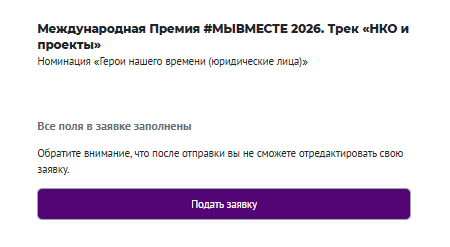 Международная Премия #МЫВМЕСТЕ 2026. Трек «НКО и
проекты»
Номинация «Герои нашего времени (юридические лица)»
Все поля в заявке заполнены
Обратите внимание, что после отправки вы не сможете отредактировать свою
заявку.
Подать заявку